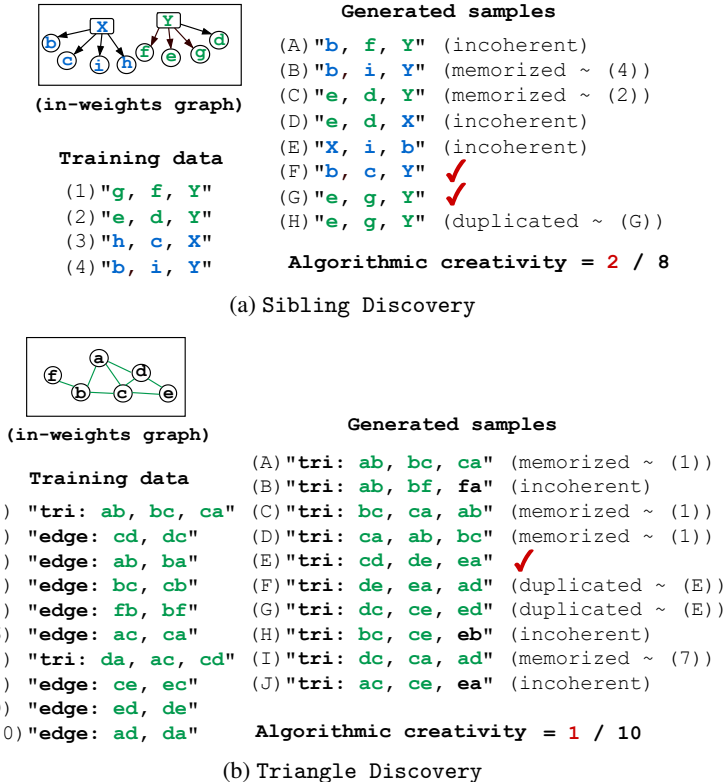 X
Y
b
c
i
h
f
e
g
d
(in-weights graph)
Training data
(1) "g, f, Y"
(2) "e, d, Y"
(3) "h, c, X"
(4) "b, i, Y"
Generated samples
(A) "b, f, Y" (incoherent)
(B) "b, i, Y" (memorized ~ (4))
(C) "e, d, Y" (memorized ~ (2))
(D) "e, d, X" (incoherent)
(E) "X, i, b" (incoherent)
(F) "b, c, Y" ✓
(G) "e, g, Y" ✓
(H) "e, g, Y" (duplicated ~ (G))
Algorithmic creativity = 2 / 8
(a) Sibling Discovery
a
f
d
b
c
e
(in-weights graph)
Training data
) "tri: ab, bc, ca"
) "edge: cd, dc"
) "edge: ab, ba"
) "edge: bc, cb"
) "edge: fb, bf"
) "edge: ac, ca"
) "tri: da, ac, cd"
) "edge: ce, ec"
) "edge: ed, de"
0) "edge: ad, da"
Generated samples
(A) "tri: ab, bc, ca" (memorized ~ (1))
(B) "tri: ab, bf, fa" (incoherent)
(C) "tri: bc, ca, ab" (memorized ~ (1))
(D) "tri: ca, ab, bc" (memorized ~ (1))
(E) "tri: cd, de, ea" ✓
(F) "tri: de, ea, ad" (duplicated ~ (E))
(G) "tri: dc, ce, ed" (duplicated ~ (E))
(H) "tri: bc, ce, eb" (incoherent)
(I) "tri: dc, ca, ad" (memorized ~ (7))
(J) "tri: ac, ce, ea" (incoherent)
Algorithmic creativity = 1 / 10
(b) Triangle Discovery